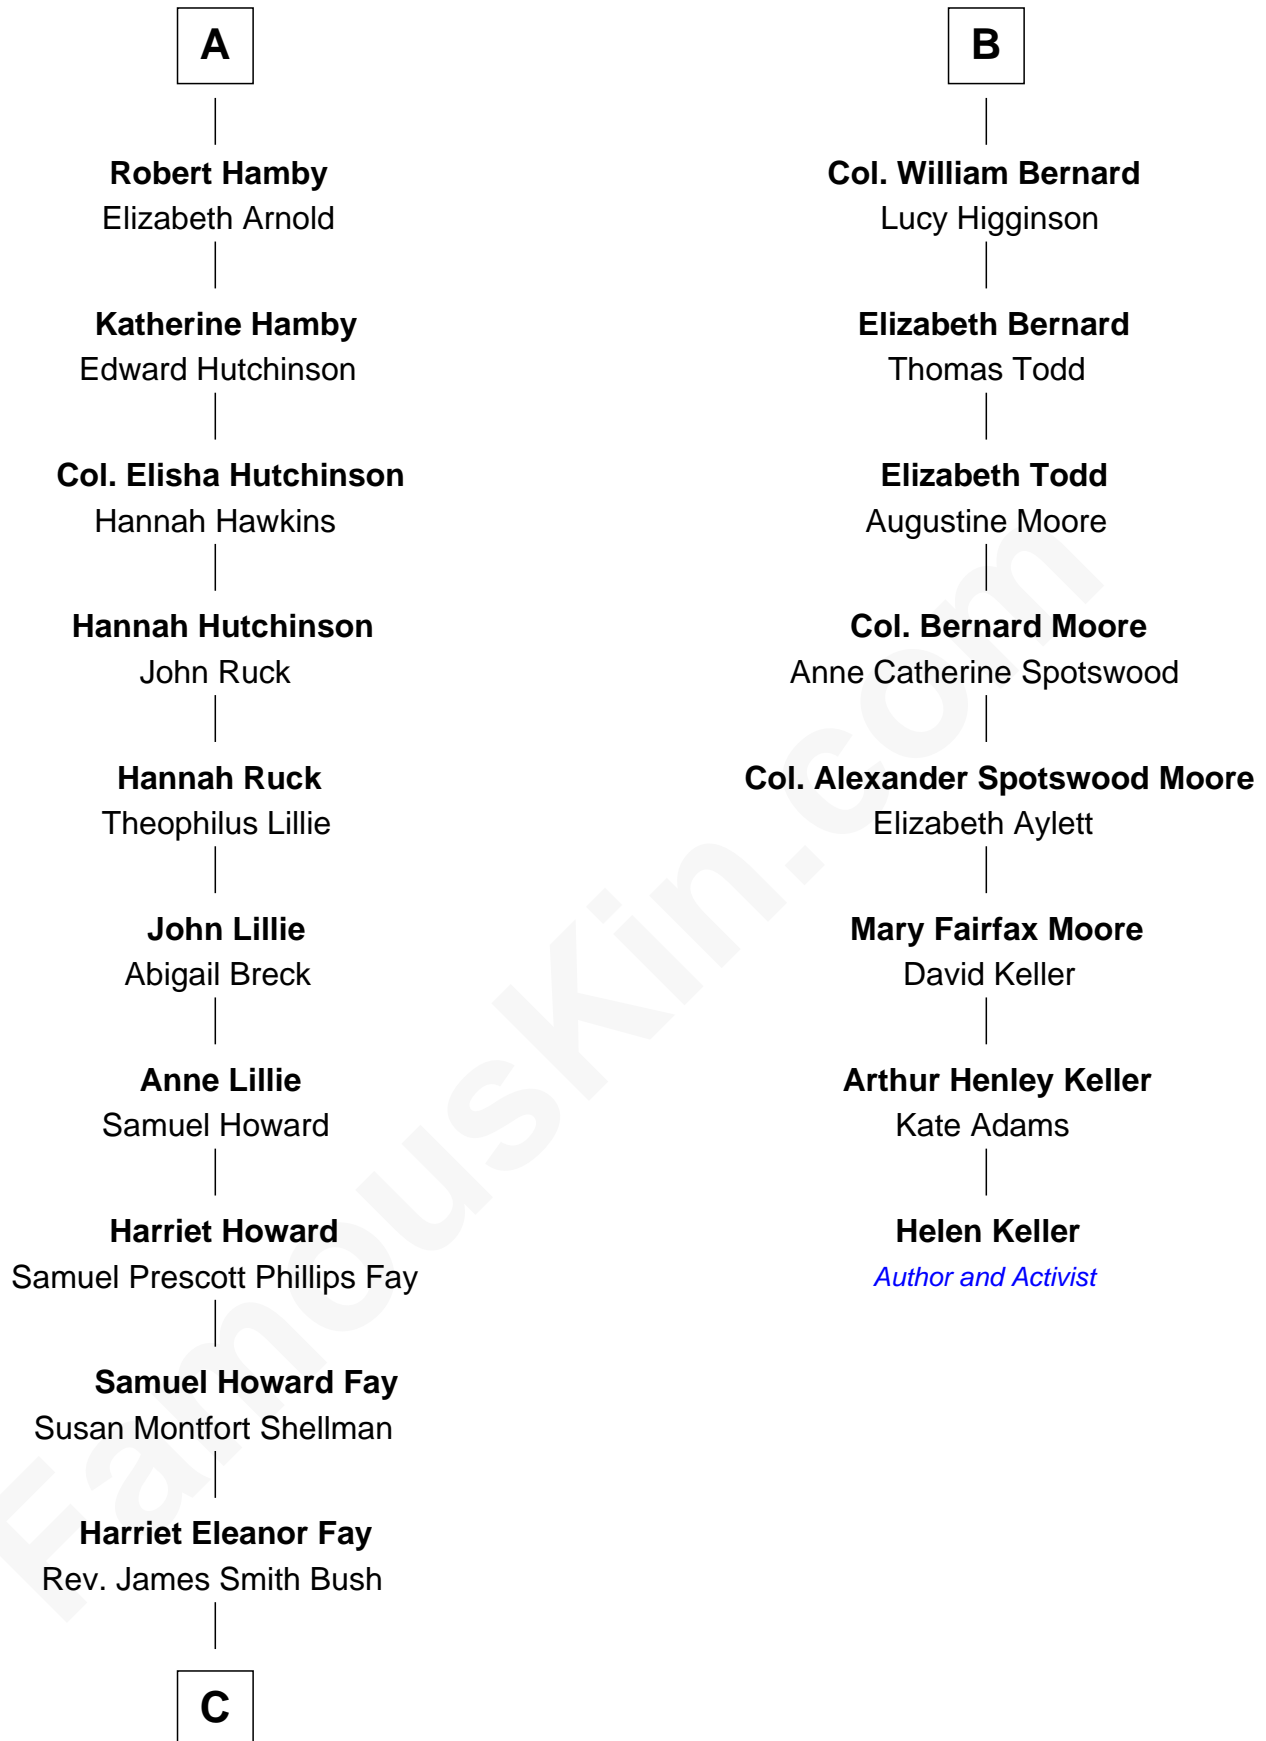 A
Robert Hamby
Elizabeth Arnold
Katherine Hamby
Edward Hutchinson
Col. Elisha Hutchinson
Hannah Hawkins
Hannah Hutchinson
John Ruck
Hannah Ruck
Theophilus Lillie
John Lillie
Abigail Breck
Anne Lillie
Samuel Howard
Harriet Howard
Samuel Prescott Phillips Fay
Samuel Howard Fay
Susan Montfort Shellman
Harriet Eleanor Fay
Rev. James Smith Bush
C
B
Col. William Bernard
Lucy Higginson
Elizabeth Bernard
Thomas Todd
Elizabeth Todd
Augustine Moore
Col. Bernard Moore
Anne Catherine Spotswood
Col. Alexander Spotswood Moore
Elizabeth Aylett
Mary Fairfax Moore
David Keller
Arthur Henley Keller
Kate Adams
Helen Keller
Author and Activist
FamousKin.com